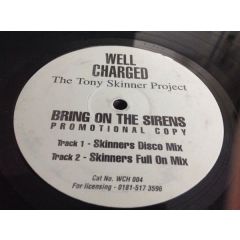 WELL
CHARGED
The Tony Skinner Project
BRING ON THE SIRENS
PROMOTIONAL COPY
Track 1 - Skinners Disco Mix
Track 2 - Skinners Full On Mix
Cat No. WCH 004
For licensing - 0181-517 3596